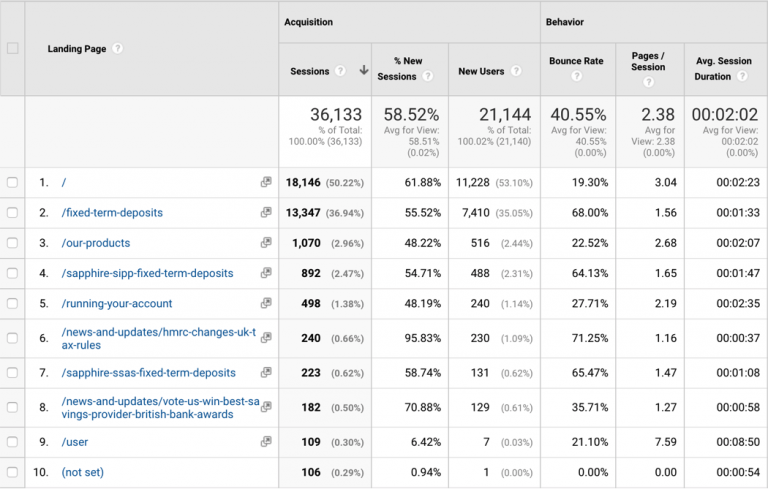 Acquisition Behavior
Landing Page ? Sessions ? % New Sessions ? New Users ? Bounce Rate ? Pages / Session ? Avg. Session Duration ?
36,133 58.52% 21,144 40.55% 2.38 00:02:02
% of Total: 100.00% (36,133) Avg for View: 58.51% (0.02%) % of Total: 100.02% (21,140) Avg for View: 40.55% (0.00%) Avg for View: 2.38 (0.00%) Avg for View: 00:02:02 (0.00%)
1. / 18,146 (50.22%) 61.88% 11,228 (53.10%) 19.30% 3.04 00:02:23
2. /fixed-term-deposits 13,347 (36.94%) 55.52% 7,410 (35.05%) 68.00% 1.56 00:01:33
3. /our-products 1,070 (2.96%) 48.22% 516 (2.44%) 22.52% 2.68 00:02:07
4. /sapphire-sipp-fixed-term-deposits 892 (2.47%) 54.71% 488 (2.31%) 64.13% 1.65 00:01:47
5. /running-your-account 498 (1.38%) 48.19% 240 (1.14%) 27.71% 2.19 00:02:35
6. /news-and-updates/hmrc-changes-uk-t
ax-rules 240 (0.66%) 95.83% 230 (1.09%) 71.25% 1.16 00:00:37
7. /sapphire-ssas-fixed-term-deposits 223 (0.62%) 58.74% 131 (0.62%) 65.47% 1.47 00:01:08
8. /news-and-updates/vote-us-win-best-sa
vings-provider-british-bank-awards 182 (0.50%) 70.88% 129 (0.61%) 35.71% 1.27 00:00:58
9. /user 109 (0.30%) 6.42% 7 (0.03%) 21.10% 7.59 00:08:50
10. (not set) 106 (0.29%) 0.94% 1 (0.00%) 0.00% 0.00 00:00:54